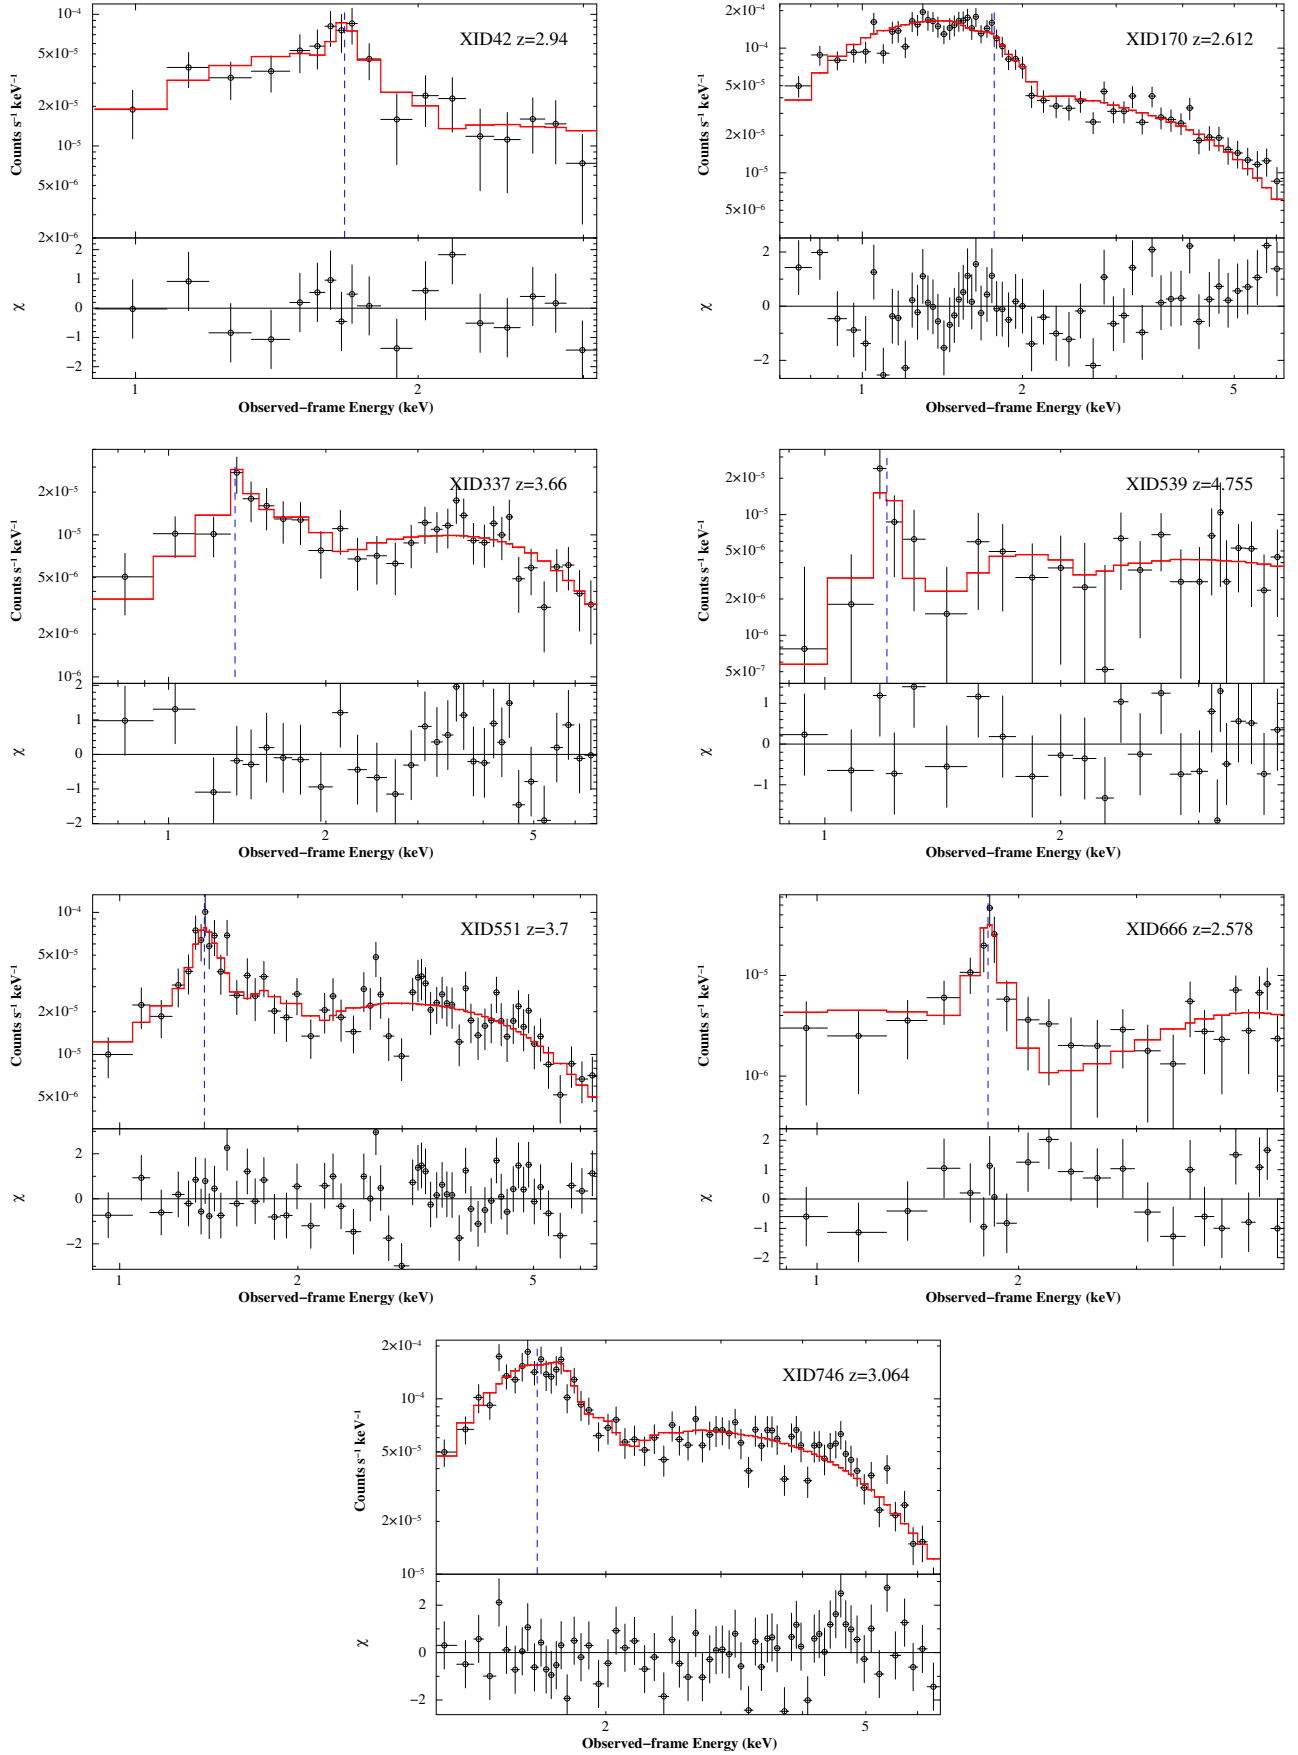 XID42 z=2.94
10⁻⁴
5×10⁻⁵
2×10⁻⁵
10⁻⁵
5×10⁻⁶
2×10⁻⁶
Counts s⁻¹ keV⁻¹
2
1
0
−1
−2
χ
1
2
Observed−frame Energy (keV)
XID170 z=2.612
2×10⁻⁴
10⁻⁴
5×10⁻⁵
2×10⁻⁵
10⁻⁵
5×10⁻⁶
Counts s⁻¹ keV⁻¹
2
0
−2
χ
1
2
5
Observed−frame Energy (keV)
XID337 z=3.66
2×10⁻⁵
10⁻⁵
5×10⁻⁶
2×10⁻⁶
10⁻⁶
Counts s⁻¹ keV⁻¹
2
1
0
−1
−2
χ
1
2
5
Observed−frame Energy (keV)
XID539 z=4.755
2×10⁻⁵
10⁻⁵
5×10⁻⁶
2×10⁻⁶
10⁻⁶
5×10⁻⁷
Counts s⁻¹ keV⁻¹
1
0
−1
χ
1
2
Observed−frame Energy (keV)
XID551 z=3.7
10⁻⁴
5×10⁻⁵
2×10⁻⁵
10⁻⁵
5×10⁻⁶
Counts s⁻¹ keV⁻¹
2
0
−2
χ
1
2
5
Observed−frame Energy (keV)
XID666 z=2.578
10⁻⁵
10⁻⁶
Counts s⁻¹ keV⁻¹
2
1
0
−1
−2
χ
1
2
Observed−frame Energy (keV)
XID746 z=3.064
2×10⁻⁴
10⁻⁴
5×10⁻⁵
2×10⁻⁵
10⁻⁵
Counts s⁻¹ keV⁻¹
2
0
−2
χ
2
5
Observed−frame Energy (keV)